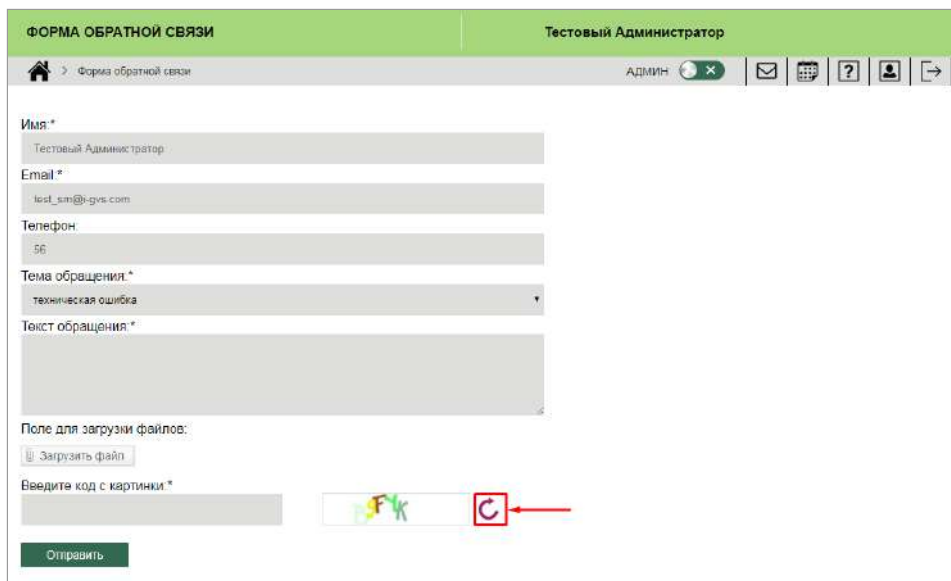 ФОРМА ОБРАТНОЙ СВЯЗИ
Тестовый Администратор
Форма обратной связи
АДМИН
Имя:*
Тестовый Администратор
Email:*
test_sm@i-gvs.com
Телефон:
56
Тема обращения:*
техническая ошибка
Текст обращения:*
Поле для загрузки файлов:
Загрузить файл
Введите код с картинки:*
Отправить